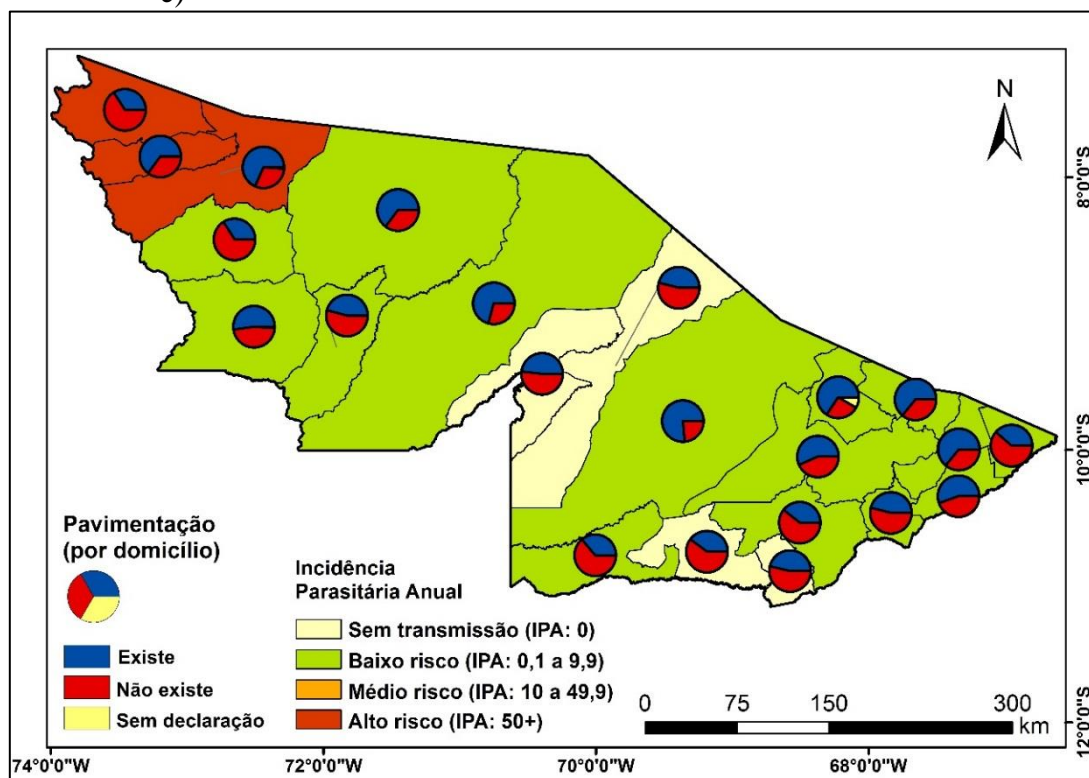 c)
N
8°0'0"S
10°0'0"S
12°0'0"S
Pavimentação
(por domicílio)
Existe
Não existe
Sem declaração
Incidência
Parasitária Anual
Sem transmissão (IPA: 0)
Baixo risco (IPA: 0,1 a 9,9)
Médio risco (IPA: 10 a 49,9)
Alto risco (IPA: 50+)
0 75 150 300
km
74°0'0"W 72°0'0"W 70°0'0"W 68°0'0"W